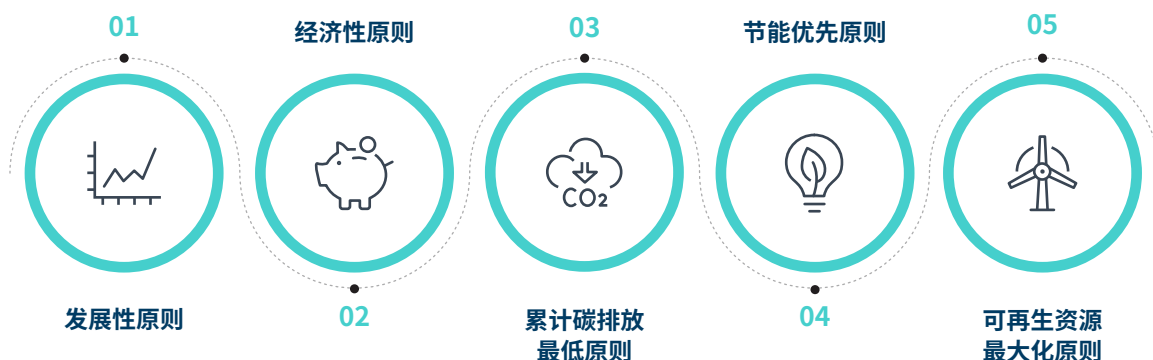 01
发展性原则
经济性原则
02
03
CO2
累计碳排放
最低原则
节能优先原则
04
05
可再生资源
最大化原则